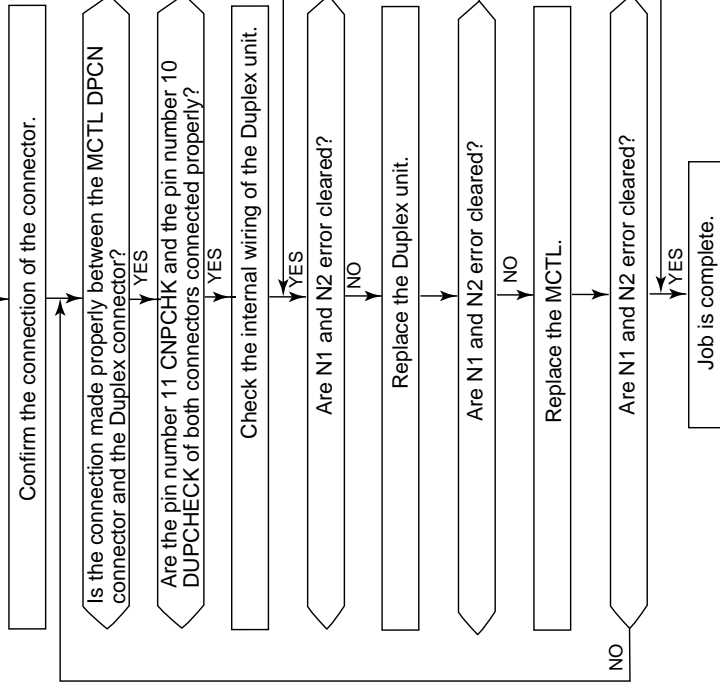 Confirm the connection of the connector.
Is the connection made properly between the MCTL DPCN
connector and the Duplex connector?
YES
Are the pin number 11 CNPCHK and the pin number 10
DUPCHECK of both connectors connected properly?
YES
Check the internal wiring of the Duplex unit.
YES
Are N1 and N2 error cleared?
NO
Replace the Duplex unit.
Are N1 and N2 error cleared?
NO
Replace the MCTL.
Are N1 and N2 error cleared?
NO
YES
Job is complete.